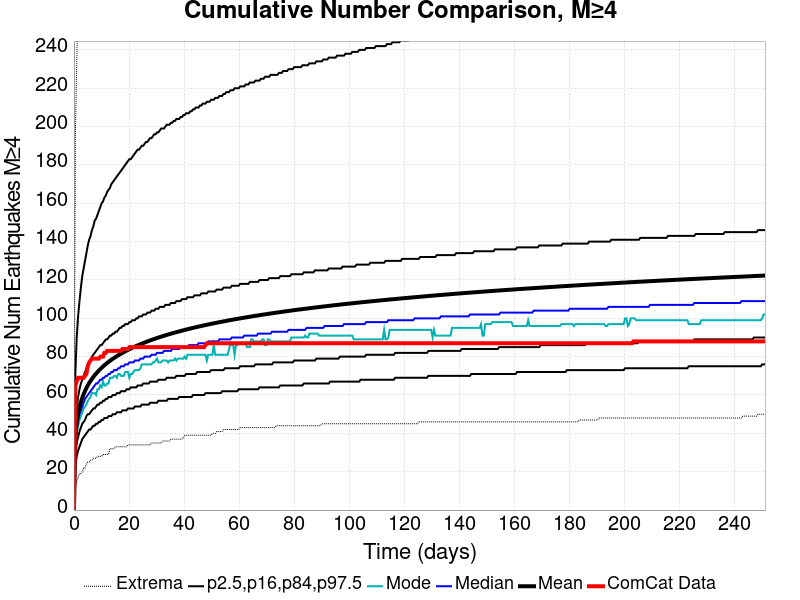 Cumulative Number Comparison, M≥4
Cumulative Num Earthquakes M≥4
240
220
200
180
160
140
120
100
80
60
40
20
0
0 20 40 60 80 100 120 140 160 180 200 220 240
Time (days)
Extrema p2.5,p16,p84,p97.5 Mode Median Mean ComCat Data